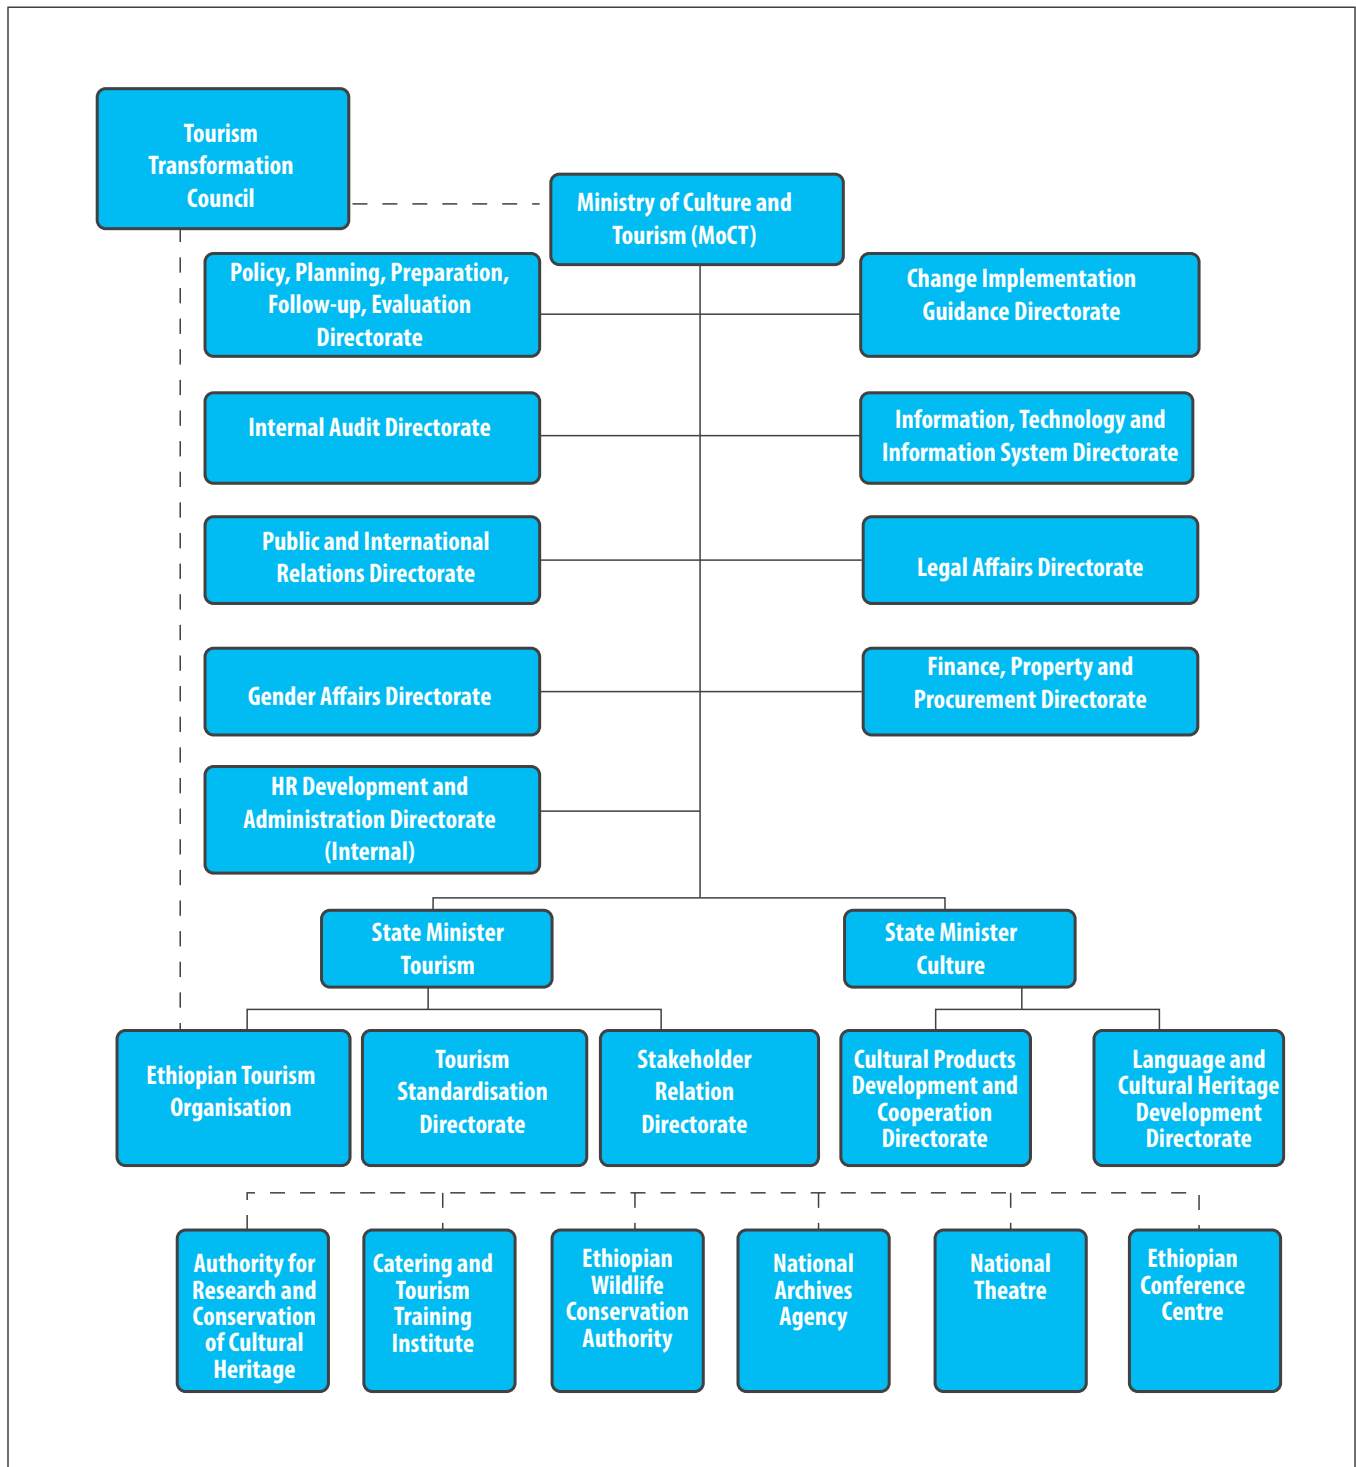 Tourism
Transformation
Council
Ministry of Culture and
Tourism (MoCT)
Policy, Planning, Preparation,
Follow-up, Evaluation
Directorate
Change Implementation
Guidance Directorate
Internal Audit Directorate
Information, Technology and
Information System Directorate
Public and International
Relations Directorate
Legal Affairs Directorate
Gender Affairs Directorate
Finance, Property and
Procurement Directorate
HR Development and
Administration Directorate
(Internal)
State Minister
Tourism
State Minister
Culture
Ethiopian Tourism
Organisation
Tourism
Standardisation
Directorate
Stakeholder
Relation
Directorate
Cultural Products
Development and
Cooperation
Directorate
Language and
Cultural Heritage
Development
Directorate
Authority for
Research and
Conservation
of Cultural
Heritage
Catering and
Tourism
Training
Institute
Ethiopian
Wildlife
Conservation
Authority
National
Archives
Agency
National
Theatre
Ethiopian
Conference
Centre